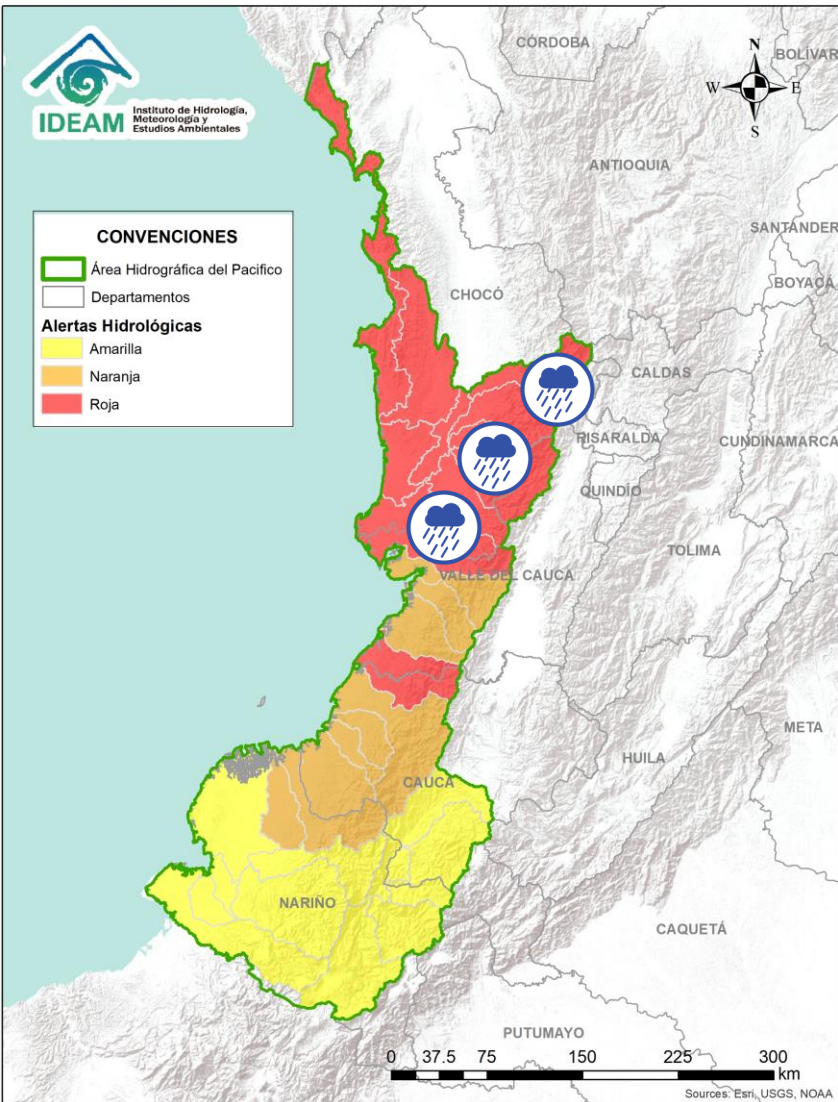 IDEAM
Instituto de Hidrología,
Meteorología y
Estudios Ambientales
CÓRDOBA
BOLÍVAR
N
W
E
S
ANTIOQUIA
SANTANDER
BOYACÁ
CONVENCIONES
Área Hidrográfica del Pacifico
Departamentos
Alertas Hidrológicas
Amarilla
Naranja
Roja
CHOCÓ
CALDAS
RISARALDA
CUNDINAMARCA
QUINDÍO
TOLIMA
VALLE DEL CAUCA
META
HUILA
CAUCA
NARIÑO
CAQUETÁ
PUTUMAYO
0 37.5 75 150 225 300
km
Sources: Esri, USGS, NOAA